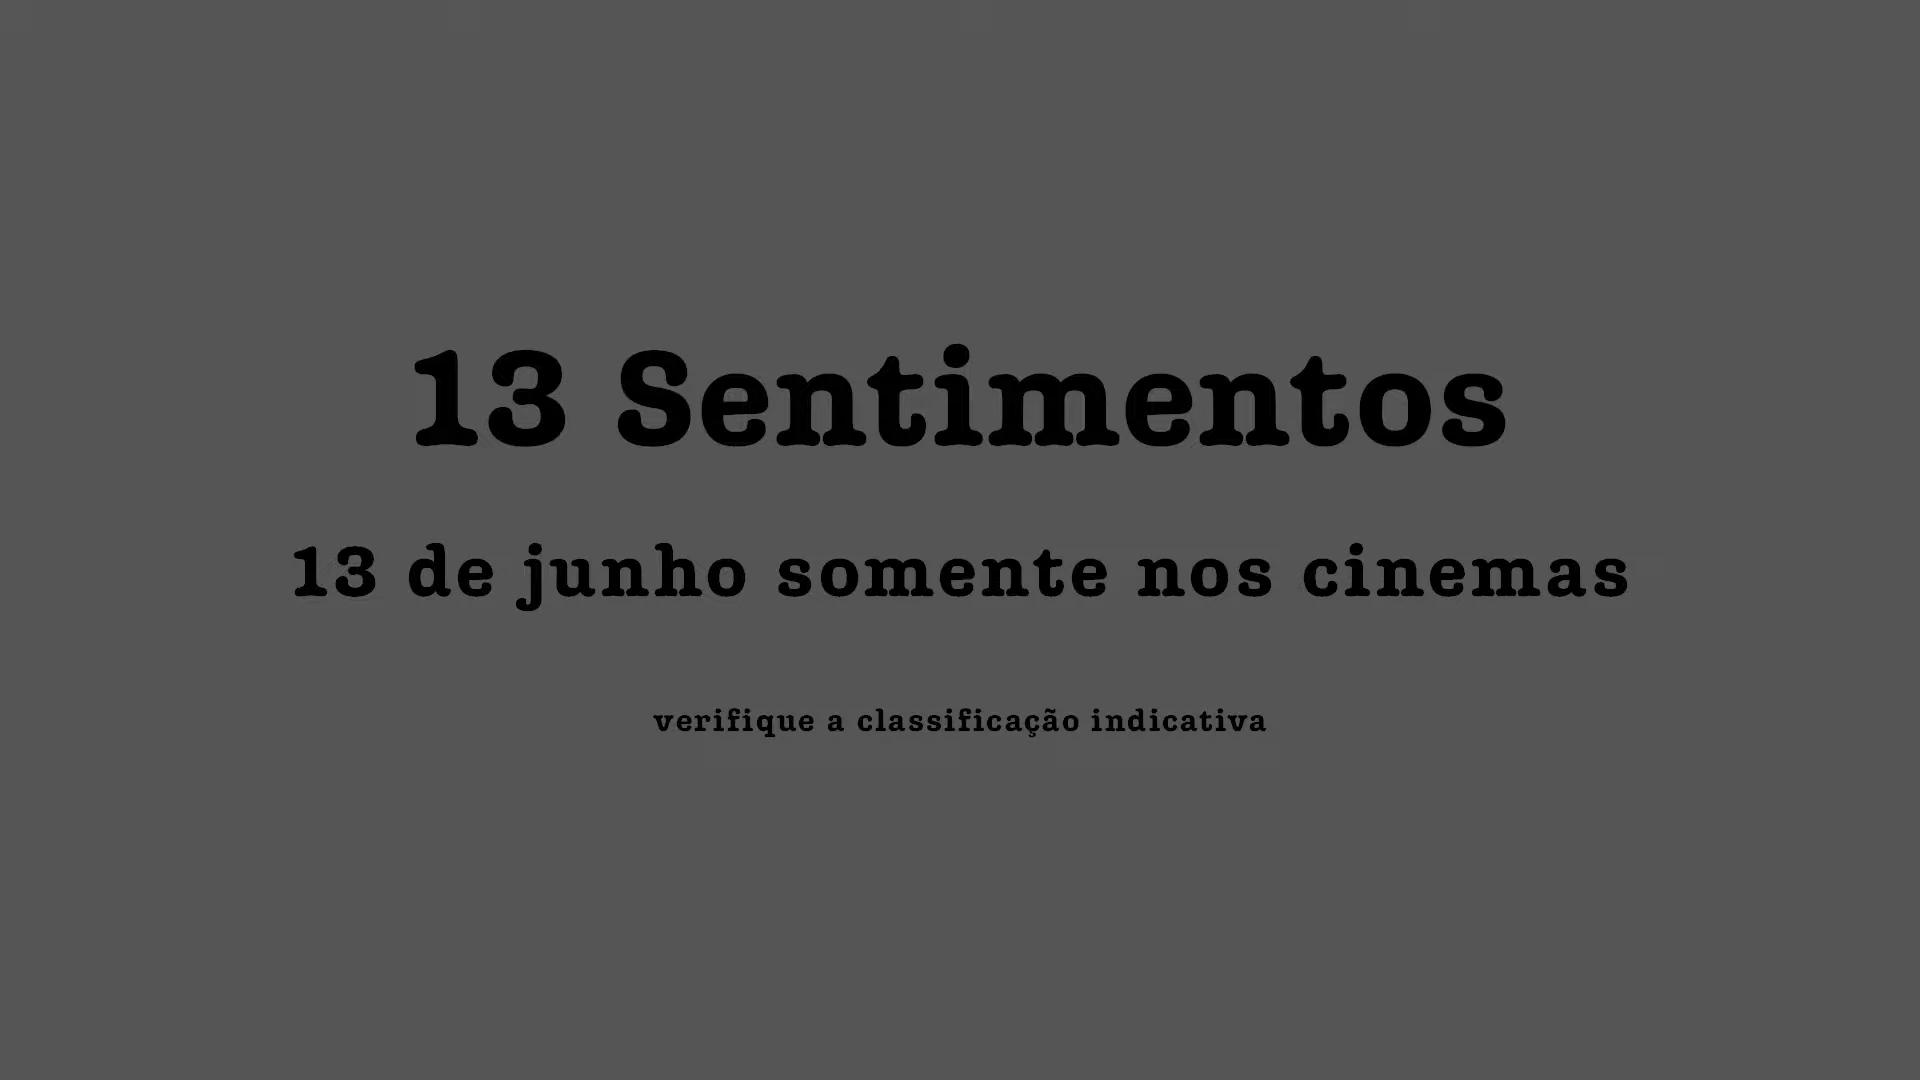 13 Sentimentos
13 de junho somente nos cinemas
verifique a classificação indicativa